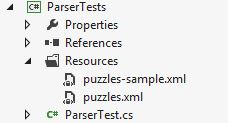 C# ParserTests
Properties
References
Resources
puzzles-sample.xml
puzzles.xml
C# ParserTest.cs